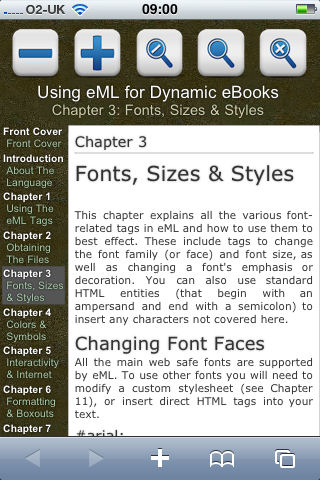 O2-UK 09:00
Using eML for Dynamic eBooks
Chapter 3: Fonts, Sizes & Styles
Front Cover
Front Cover
Introduction
About The
Language
Chapter 1
Using The
eML Tags
Chapter 2
Obtaining
The Files
Chapter 3
Fonts, Sizes
& Styles
Chapter 4
Colors &
Symbols
Chapter 5
Interactivity
& Internet
Chapter 6
Formatting
& Boxouts
Chapter 7
Chapter 3
Fonts, Sizes & Styles
This chapter explains all the various font-
related tags in eML and how to use them to
best effect. These include tags to change
the font family (or face) and font size, as
well as changing a font's emphasis or
decoration. You can also use standard
HTML entities (that begin with an
ampersand and end with a semicolon) to
insert any characters not covered here.
Changing Font Faces
All the main web safe fonts are supported
by eML. To use other fonts you will need to
modify a custom stylesheet (see Chapter
11), or insert direct HTML tags into your
text.
#arial: